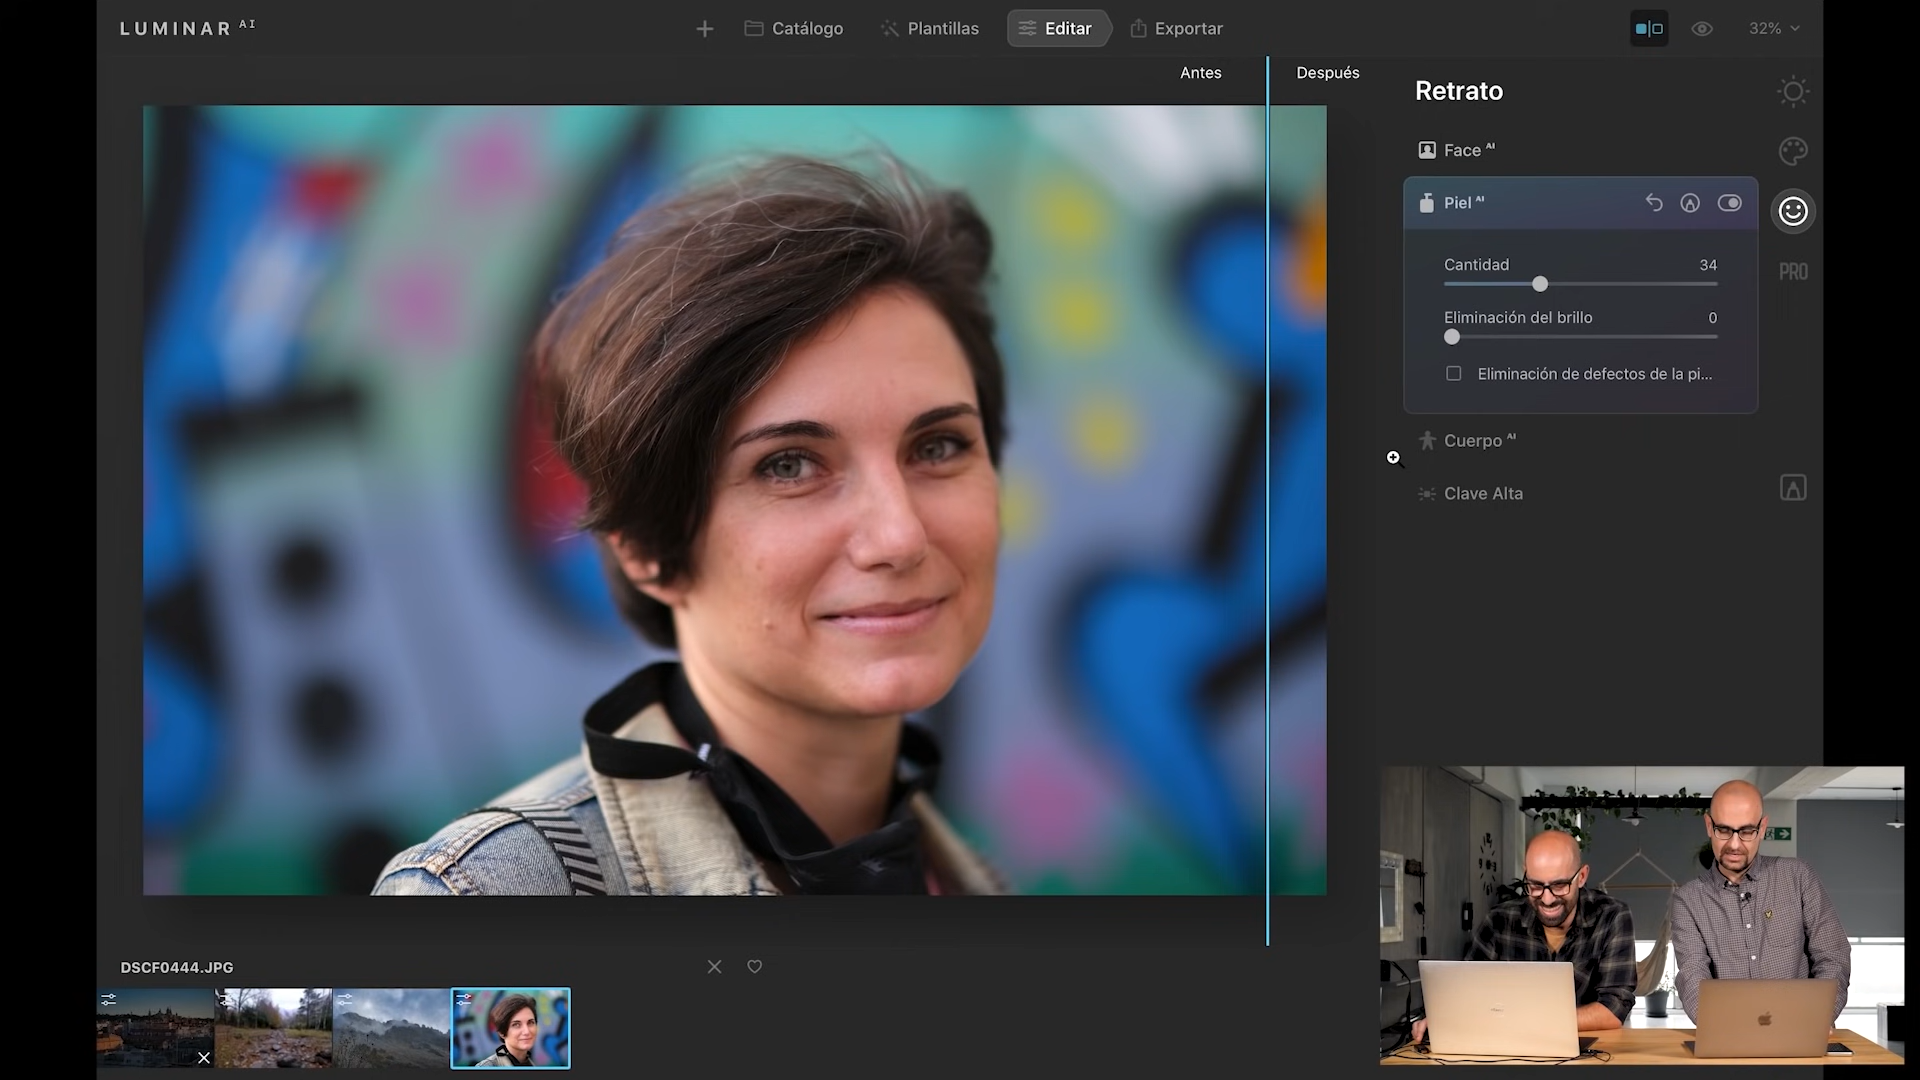 LUMINAR AI
Catálogo
Plantillas
Editar
Exportar
32%
Antes
Después
Retrato
Face AI
Piel AI
Cantidad
34
Eliminación del brillo
0
Eliminación de defectos de la pi...
Cuerpo AI
Clave Alta
PRO
DSCF0444.JPG